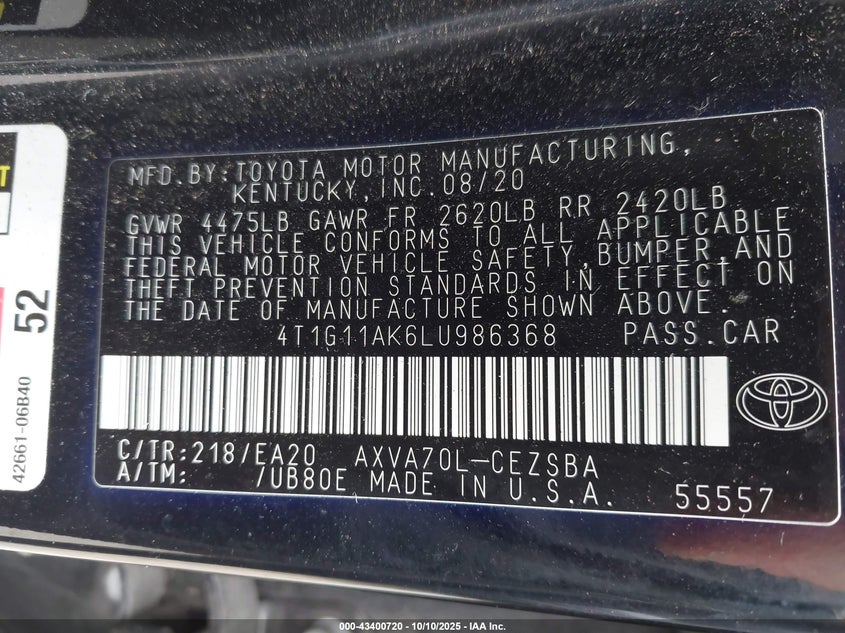 MFD.BY:TOYOTA MOTOR MANUFACTURING,
KENTUCKY,INC.08/20
GVWR 4475LB GAWR FR 2620LB RR 2420LB
THIS VEHICLE CONFORMS TO ALL APPLICABLE
FEDERAL MOTOR VEHICLE SAFETY,BUMPER,AND
THEFT PREVENTION STANDARDS IN EFFECT ON
THE DATE OF MANUFACTURE SHOWN ABOVE.
4T1G11AK6LU986368 PASS.CAR
C/TR:218/EA20 AXVA70L-CEZSBA
A/TM: /UB80E MADE IN U.S.A. 55557
52
42661-06B40
000-43400720 - 10/10/2025 - IAA Inc.